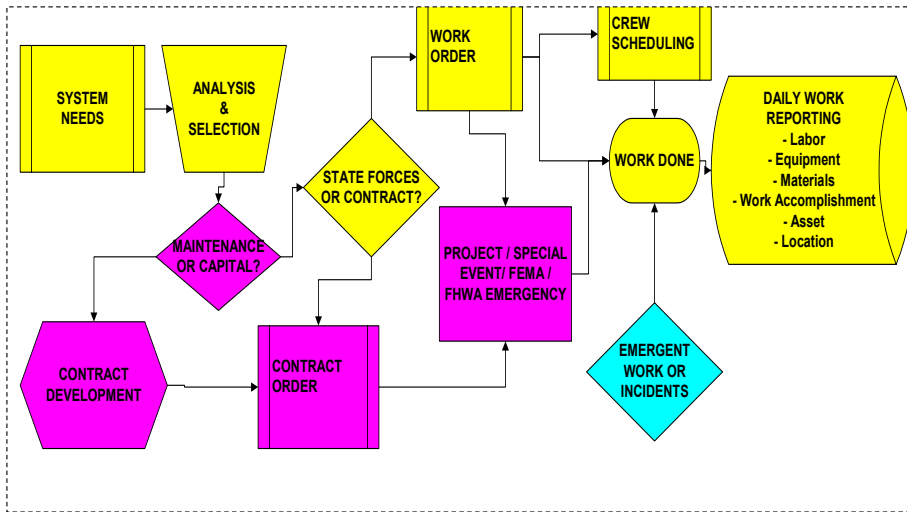 SYSTEM NEEDS
ANALYSIS
&
SELECTION
MAINTENANCE
OR CAPITAL?
CONTRACT
DEVELOPMENT
STATE FORCES
OR CONTRACT?
CONTRACT
ORDER
WORK
ORDER
PROJECT / SPECIAL
EVENT/ FEMA /
FHWA EMERGENCY
CREW
SCHEDULING
WORK DONE
EMERGENT
WORK OR
INCIDENTS
DAILY WORK
REPORTING
- Labor
- Equipment
- Materials
- Work Accomplishment
- Asset
- Location